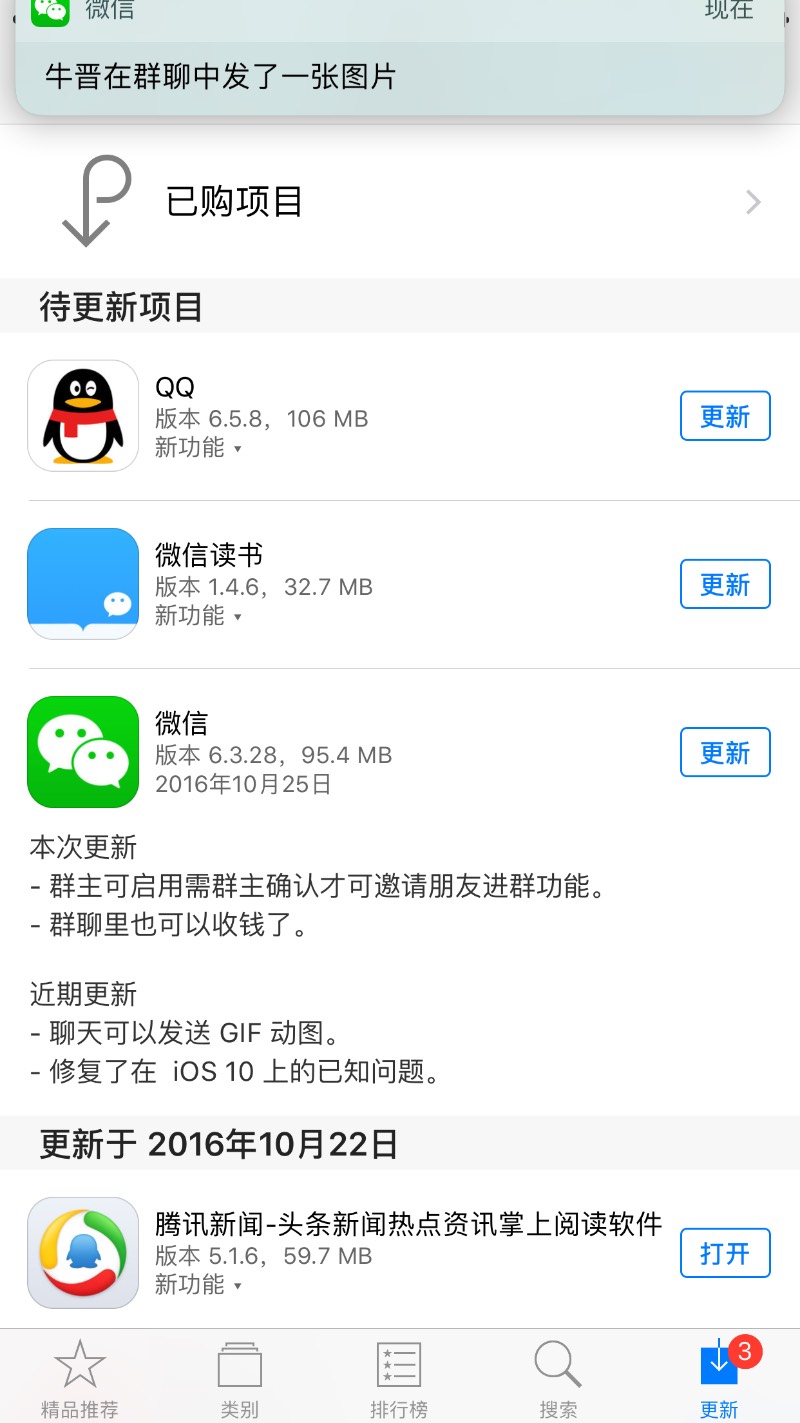 微信
现在
牛晋在群聊中发了一张图片
已购项目
待更新项目
QQ
版本 6.5.8，106 MB
新功能
更新
微信读书
版本 1.4.6，32.7 MB
新功能
更新
微信
版本 6.3.28，95.4 MB
2016年10月25日
更新
本次更新
- 群主可启用需群主确认才可邀请朋友进群功能。
- 群聊里也可以收钱了。
近期更新
- 聊天可以发送 GIF 动图。
- 修复了在 iOS 10 上的已知问题。
更新于 2016年10月22日
腾讯新闻-头条新闻热点资讯掌上阅读软件
版本 5.1.6，59.7 MB
新功能
打开
精品推荐
类别
排行榜
搜索
3
更新